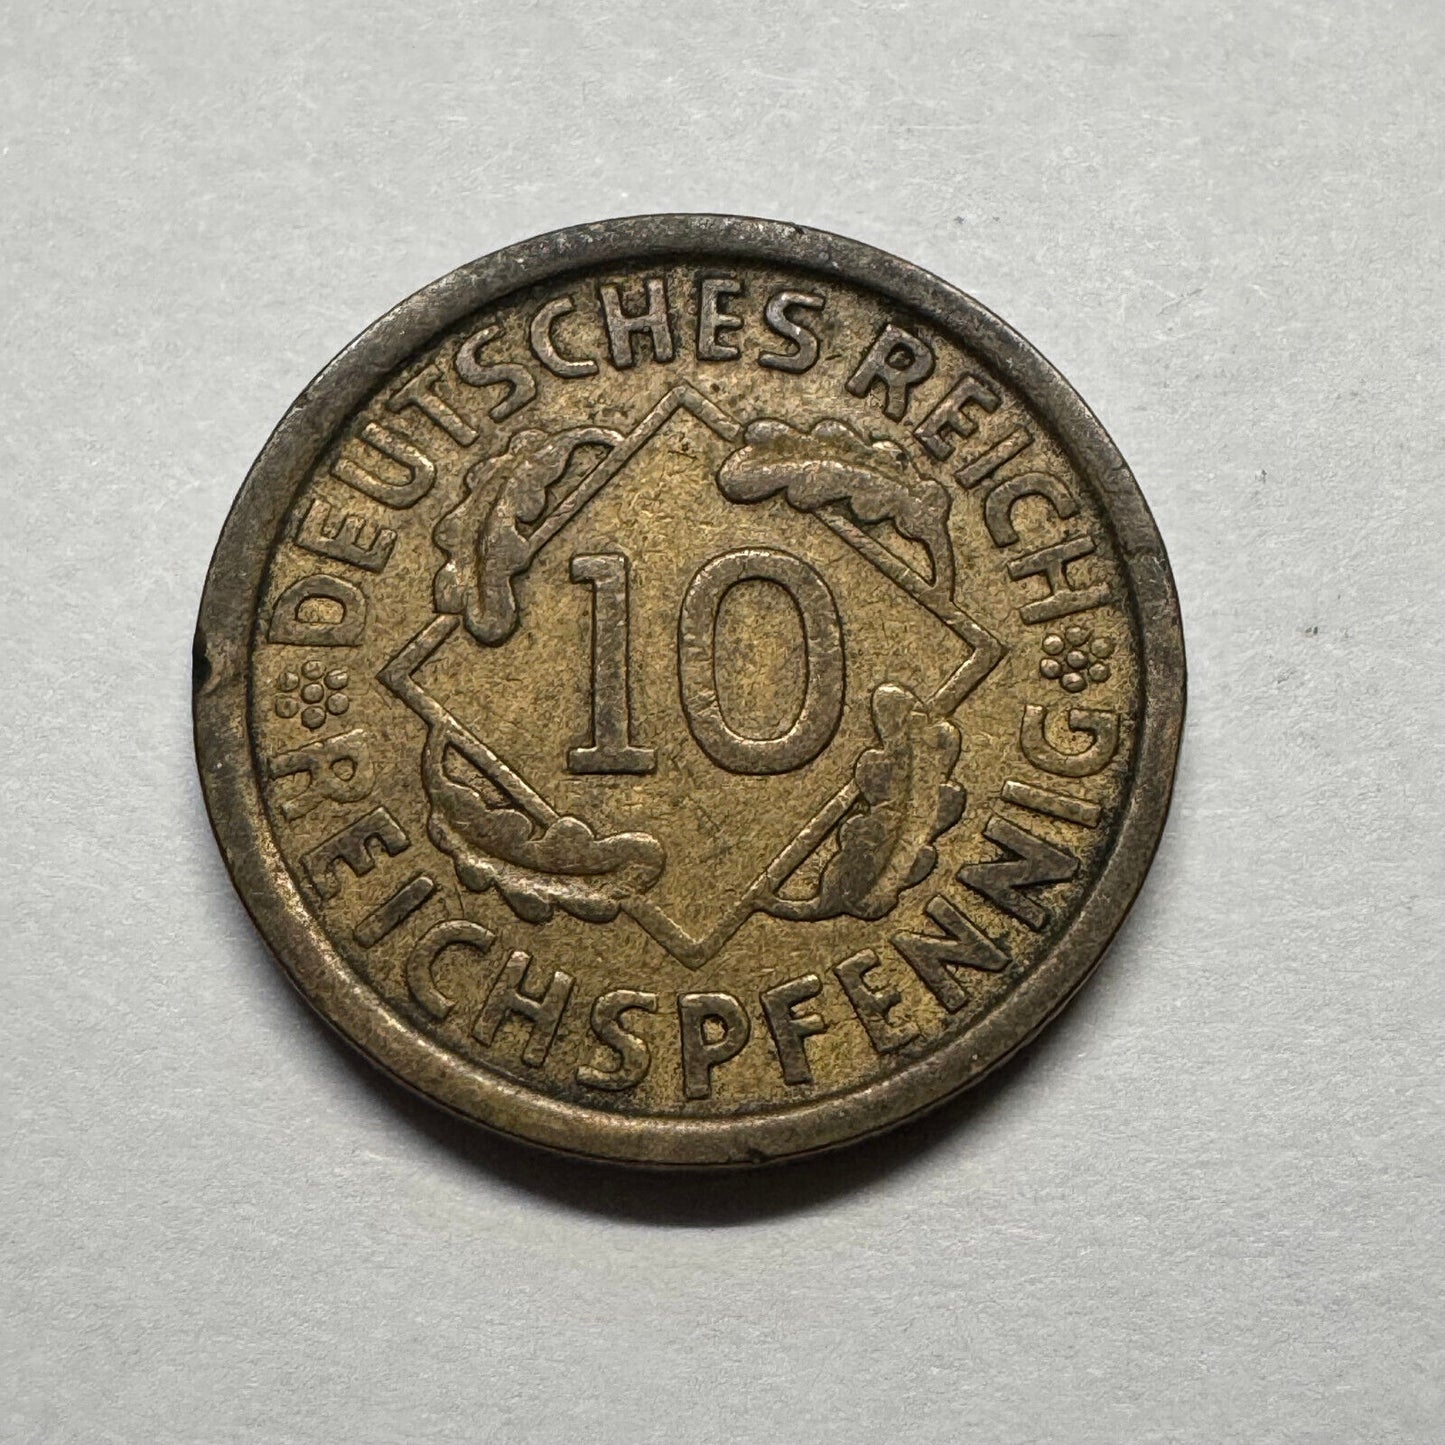 DEUTSCHES REICH
10
REICHSPFENNIG